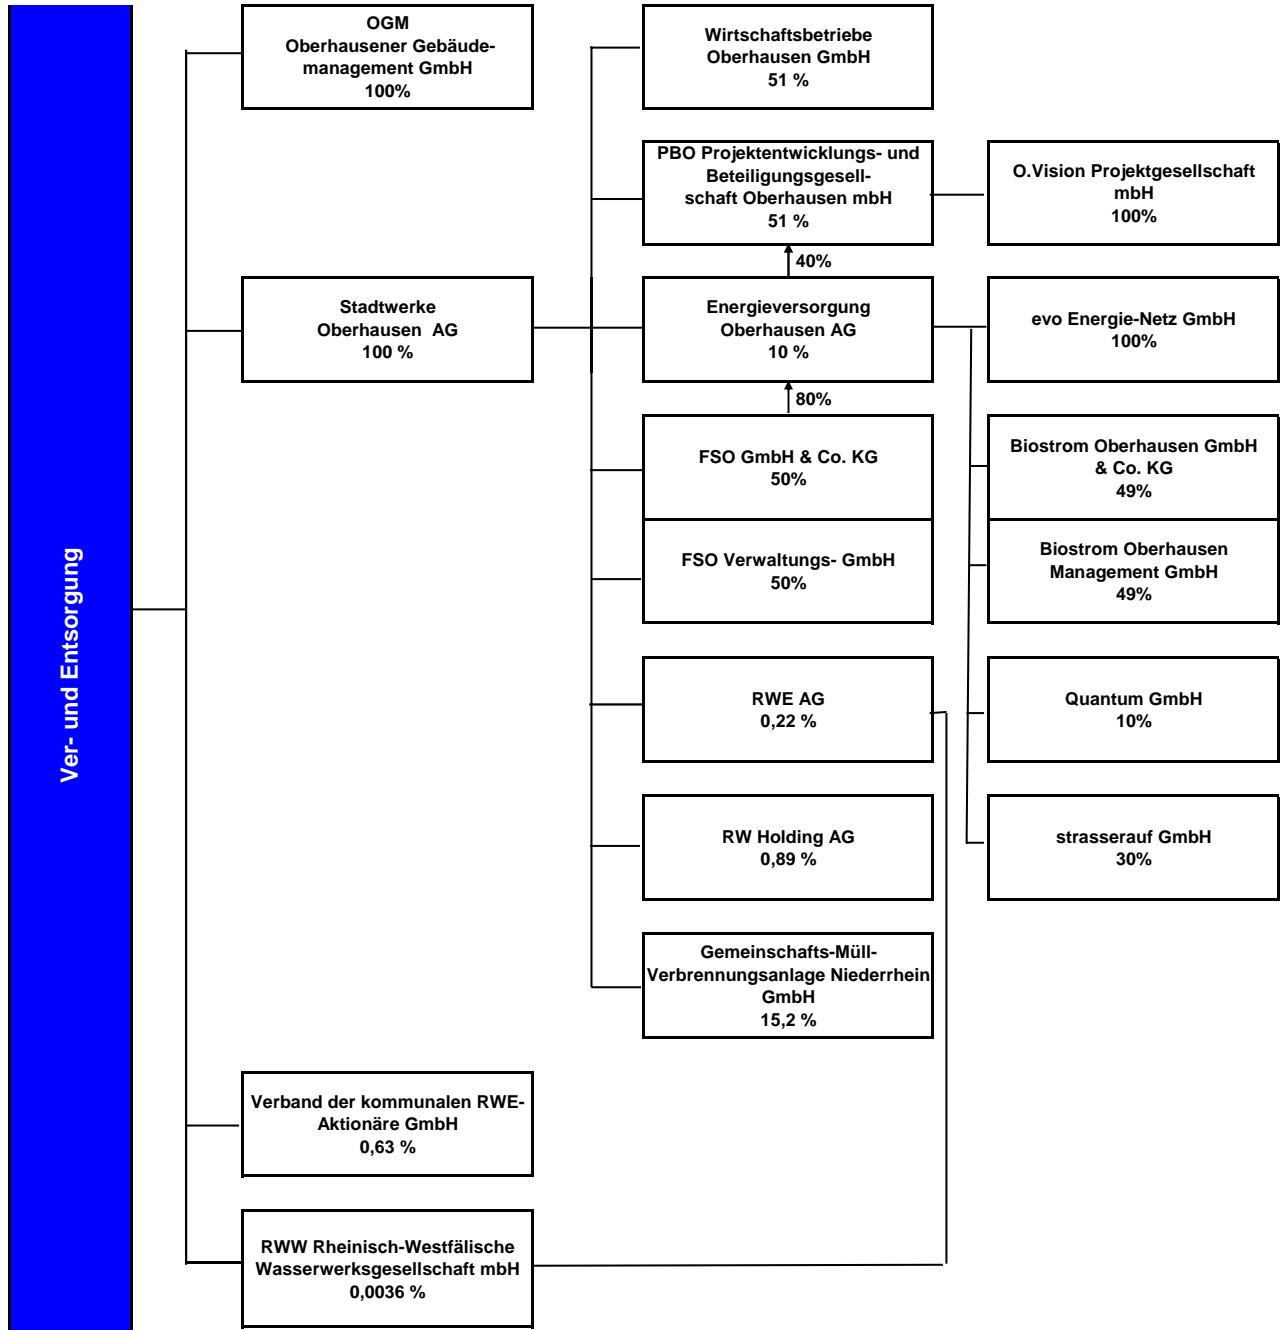 Ver- und Entsorgung
OGM
Oberhausener Gebäude-
management GmbH
100%
Stadtwerke
Oberhausen AG
100 %
Verband der kommunalen RWE-
Aktionäre GmbH
0,63 %
RWW Rheinisch-Westfälische
Wasserwerksgesellschaft mbH
0,0036 %
Wirtschaftsbetriebe
Oberhausen GmbH
51 %
PBO Projektentwicklungs- und
Beteiligungsgesell-
schaft Oberhausen mbH
51 %
40%
Energieversorgung
Oberhausen AG
10 %
80%
FSO GmbH & Co. KG
50%
FSO Verwaltungs- GmbH
50%
RWE AG
0,22 %
RW Holding AG
0,89 %
Gemeinschafts-Müll-
Verbrennungsanlage Niederrhein
GmbH
15,2 %
O.Vision Projektgesellschaft
mbH
100%
evo Energie-Netz GmbH
100%
Biostrom Oberhausen GmbH
& Co. KG
49%
Biostrom Oberhausen
Management GmbH
49%
Quantum GmbH
10%
strasserauf GmbH
30%